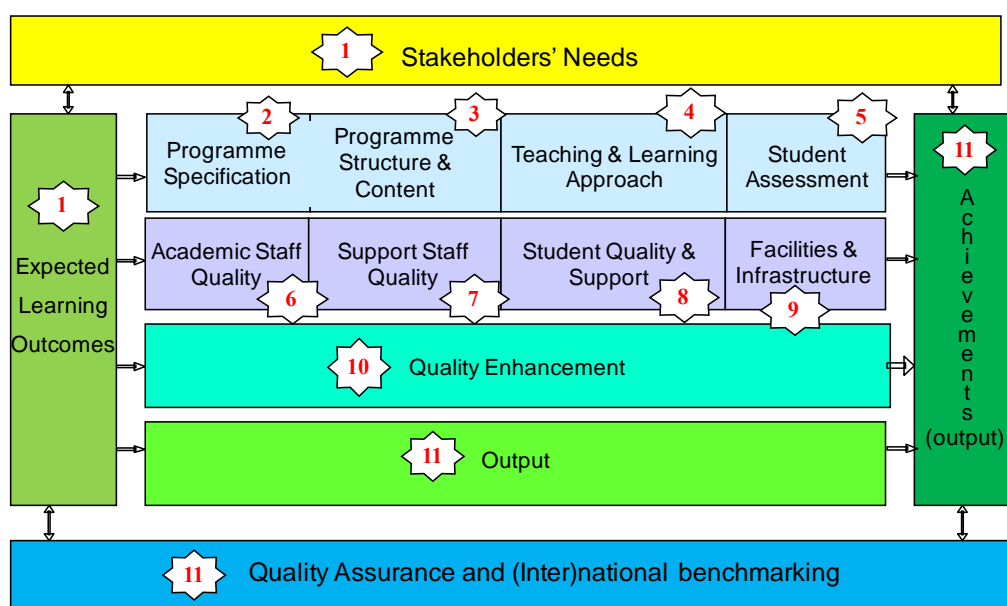 1
Stakeholders' Needs
1
Expected
Learning
Outcomes
2
Programme
Specification
3
Programme
Structure &
Content
4
Teaching & Learning
Approach
5
Student
Assessment
Academic Staff
Quality
6
Support Staff
Quality
7
Student Quality &
Support
8
Facilities &
Infrastructure
9
10
Quality Enhancement
11
Output
11
A
c
h
i
e
v
e
m
e
n
t
s
(output)
11
Quality Assurance and (Inter)national benchmarking